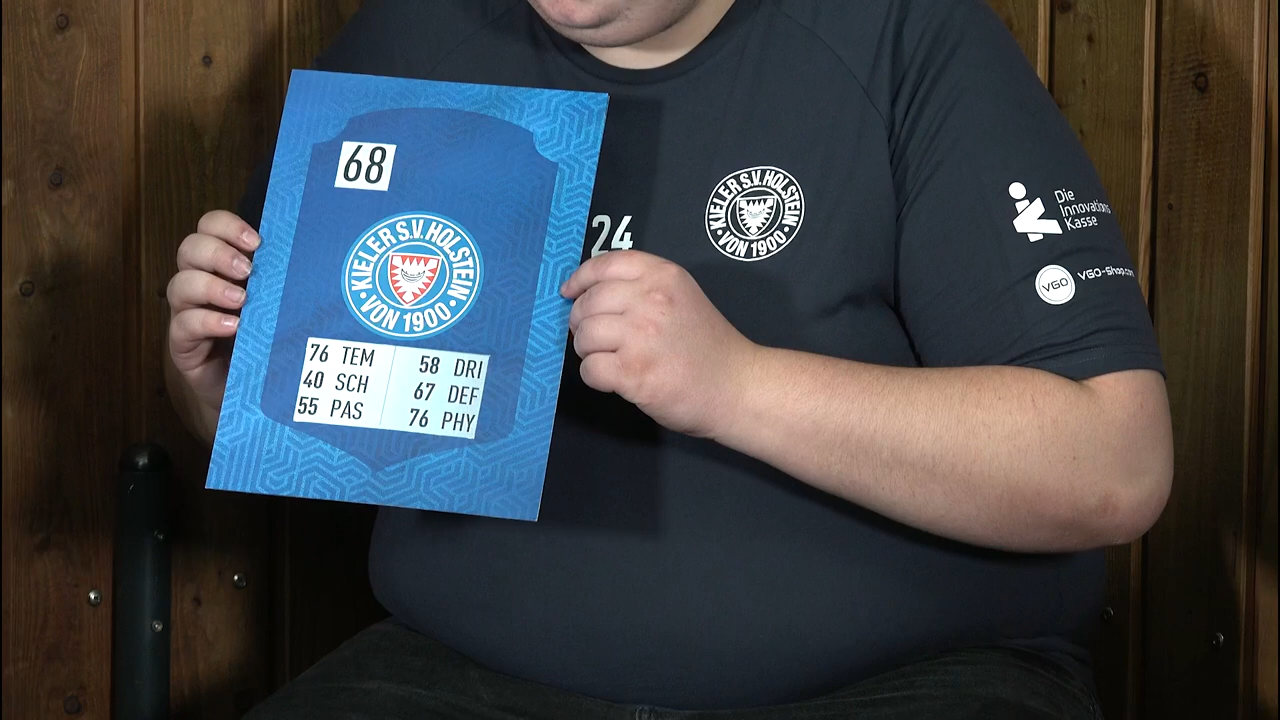 68
KIELER S.V. HOLSTEIN
· VON 1900 ·
76 TEM 58 DRI
40 SCH 67 DEF
55 PAS 76 PHY
24
KIELER S.V. HOLSTEIN
· VON 1900 ·
Die
Innovations
Kasse
VGO
VGO-Shop.com